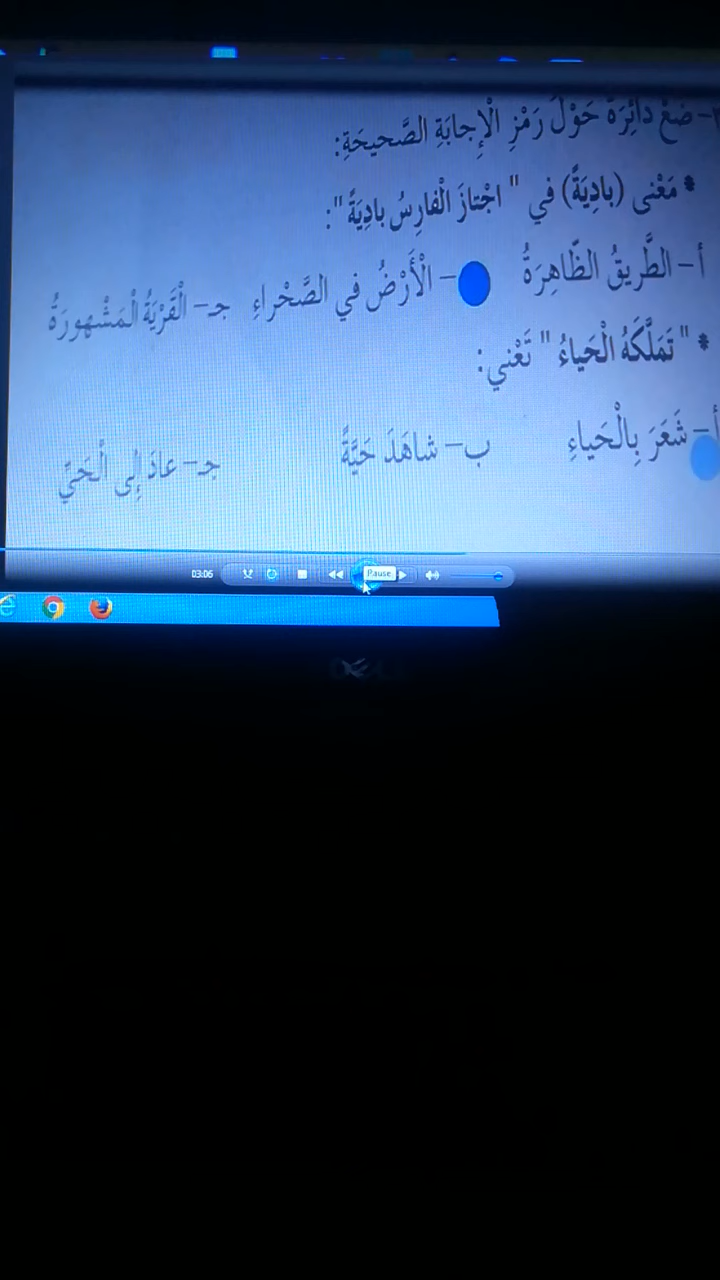 - ضَعْ دائِرَةً حَوْلَ رَمْزِ الْإِجابَةِ الصَّحيحَةِ:
* مَعْنى (بادِيَةً) في " اجْتازَ الْفارِسُ بادِيَةً":
أ- الطَّريقُ الظّاهِرَةُ - الْأَرْضُ في الصَّحْراءِ جـ- الْقَرْيَةُ الْمَشْهورَةُ
* " تَمَلَّكَهُ الْحَياءُ " تَعْني:
أ- شَعَرَ بِالْحَياءِ ب- شاهَدَ حَيَّةً جـ- عادَ إِلى الْحَيِّ
03:06 Pause